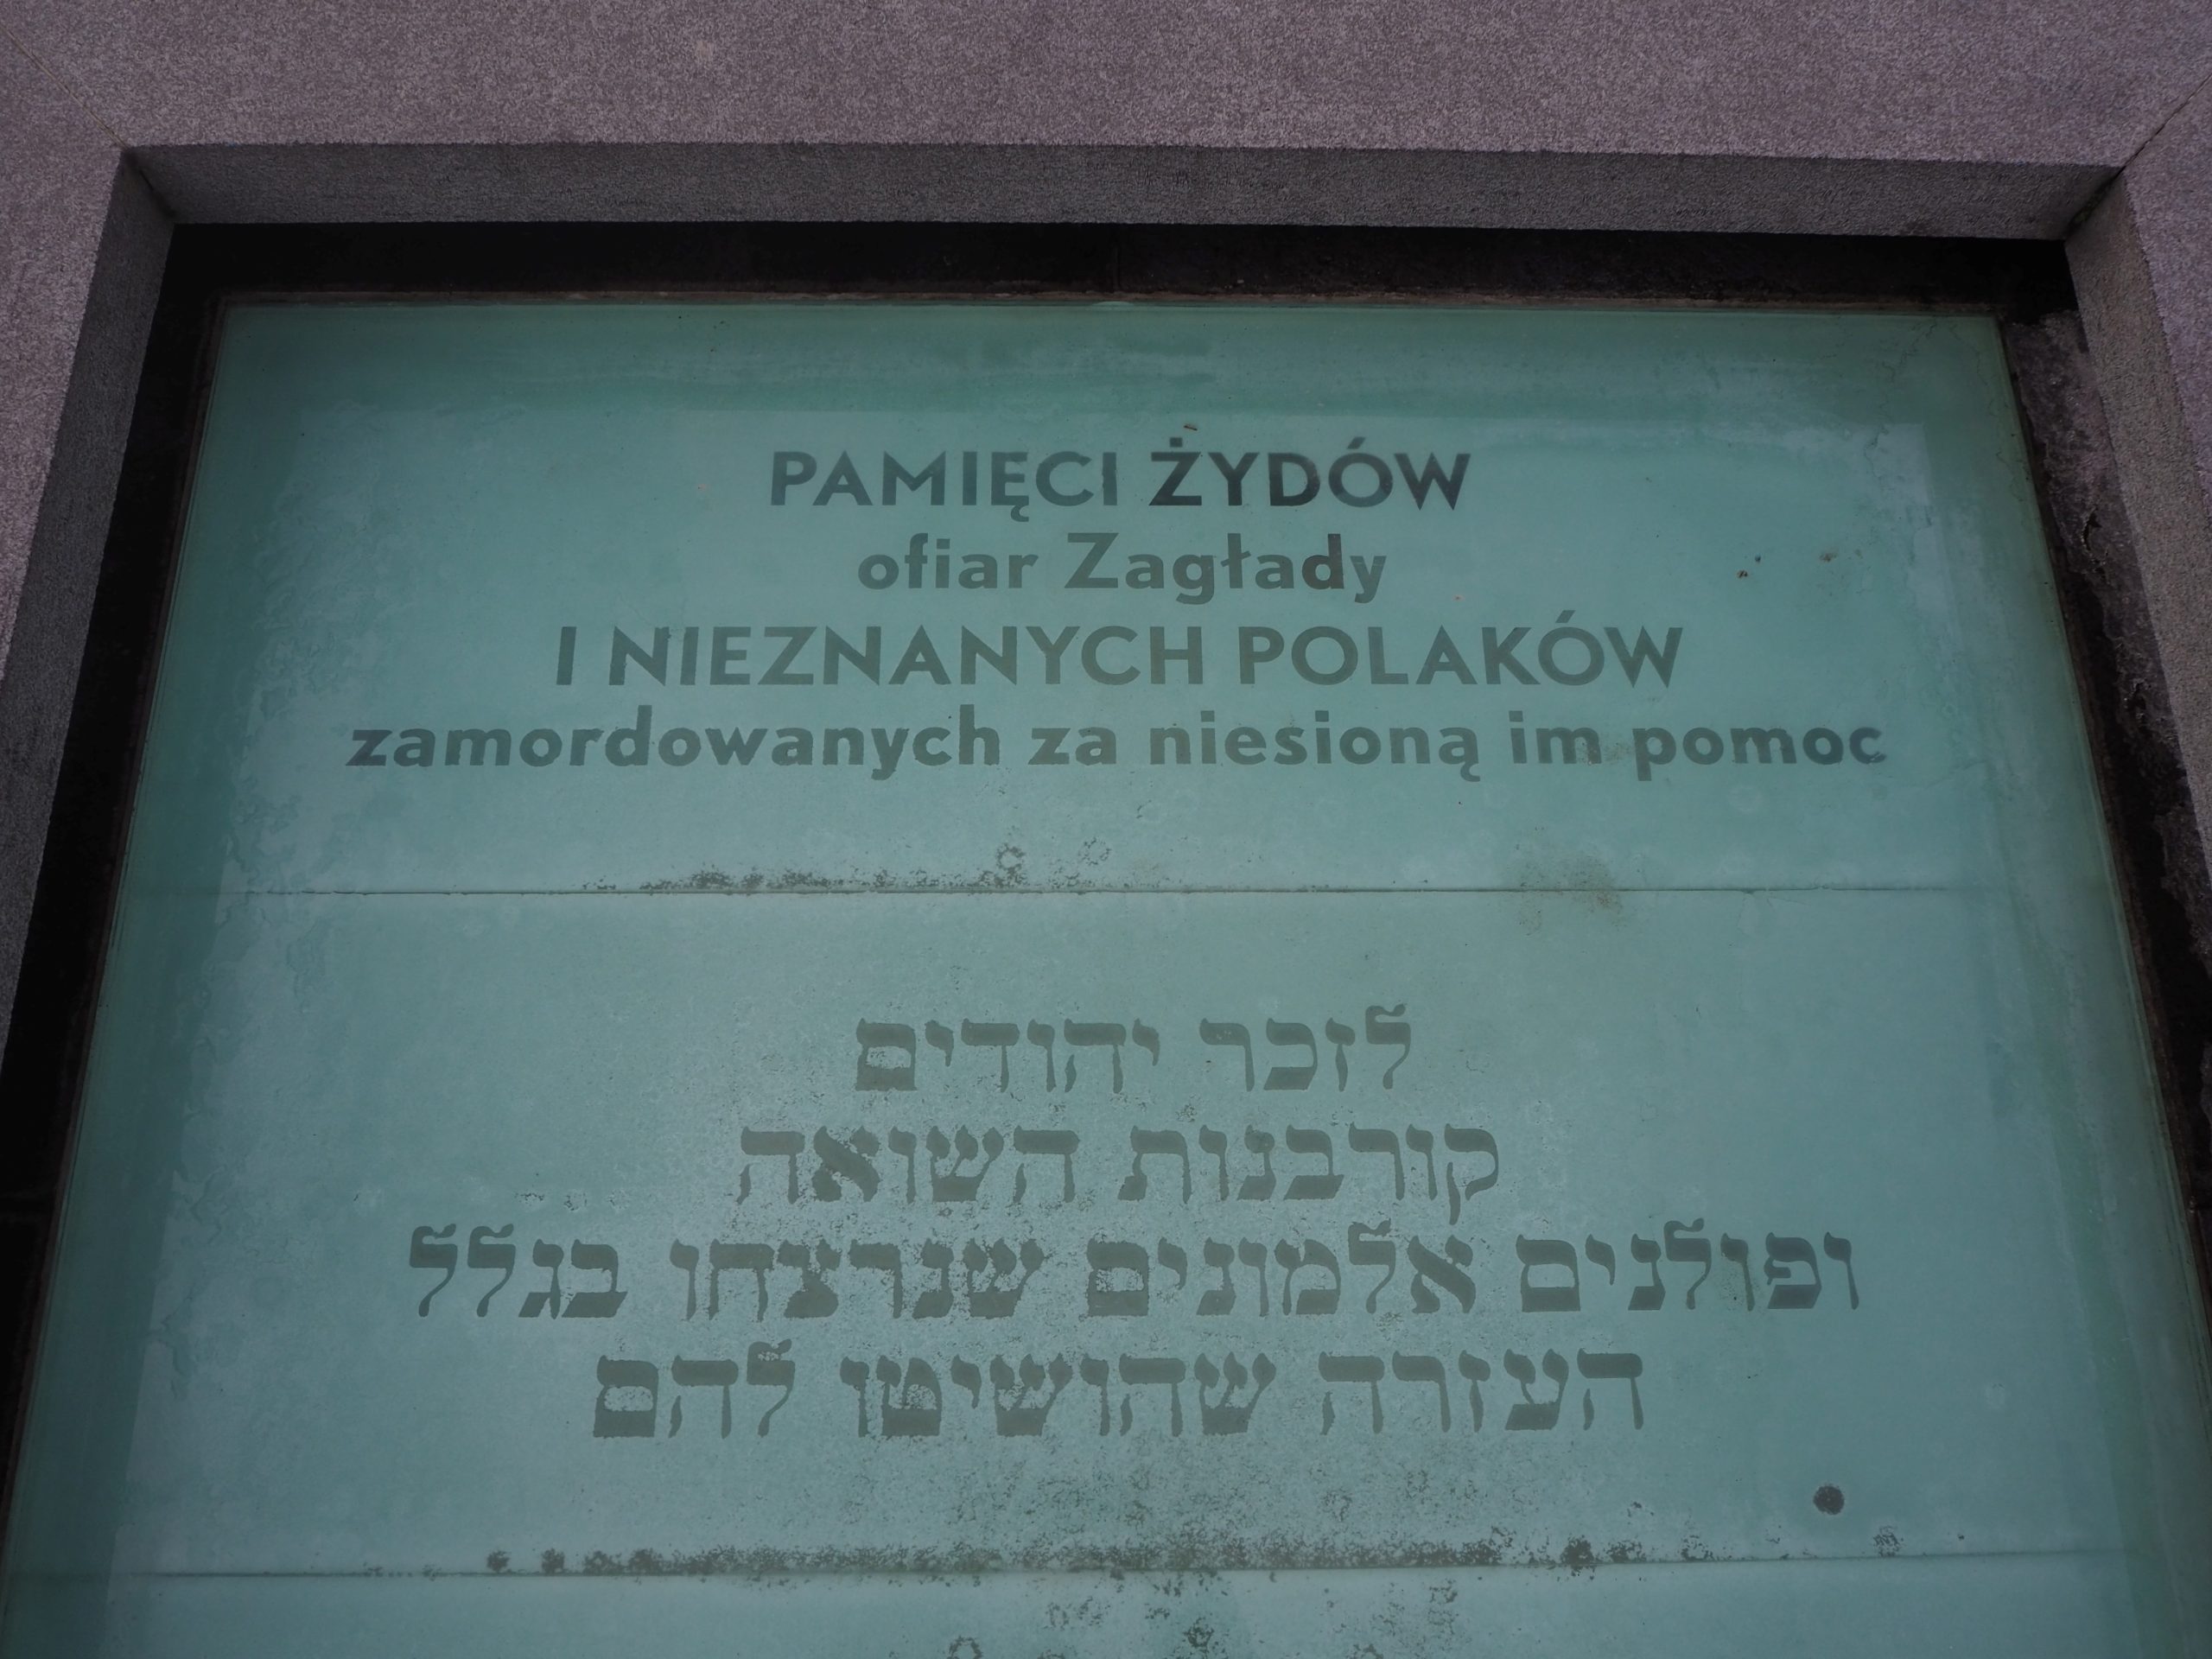 PAMIĘCI ŻYDÓW
ofiar Zagłady
I NIEZNANYCH POLAKÓW
zamordowanych za niesioną im pomoc
לזכר יהודים
קורבנות השואה
ופולנים אלמונים שנרצחו בגלל
העזרה שהושיטו להם